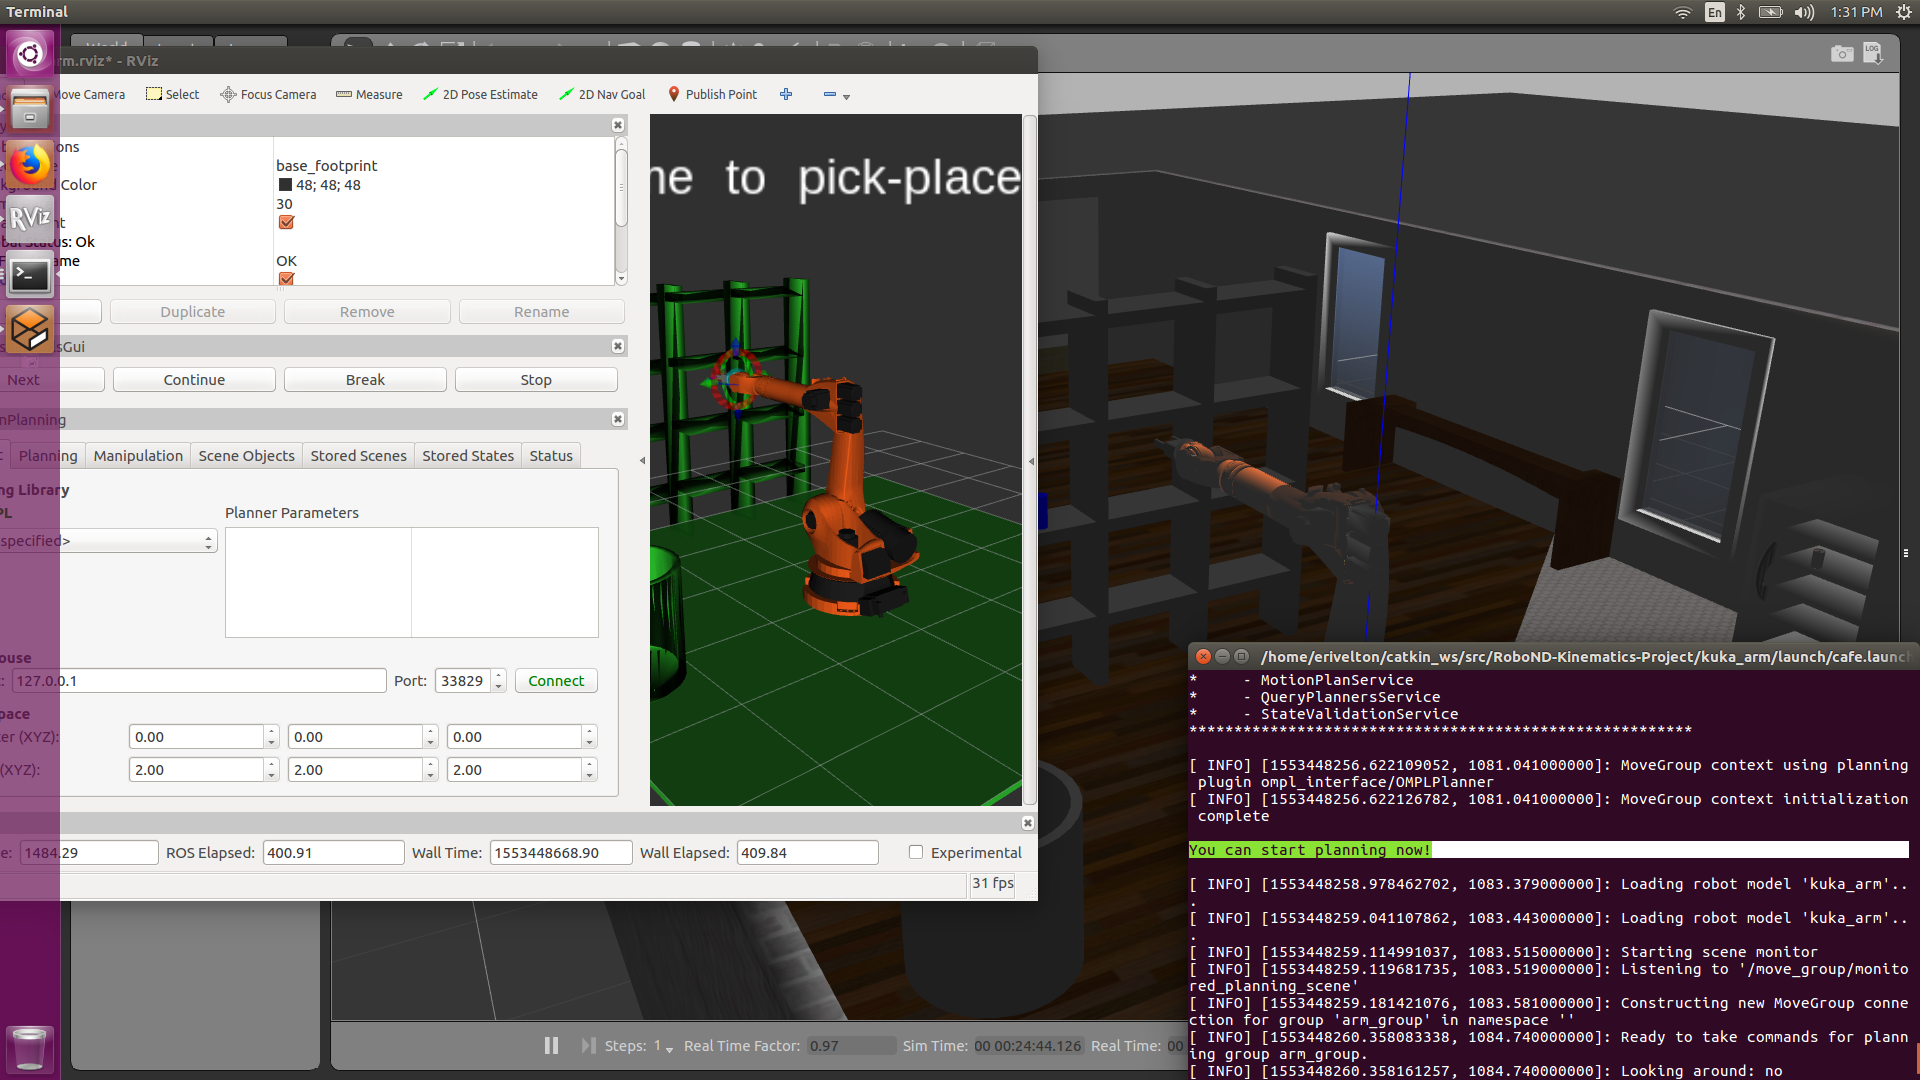 Terminal
En
1:31 PM
rm.rviz* - RViz
LOG
Move Camera
Select
Focus Camera
Measure
2D Pose Estimate
2D Nav Goal
Publish Point
base_footprint
Color
48; 48; 48
30
Status: Ok
OK
Duplicate
Remove
Rename
sGui
Next
Continue
Break
Stop
nPlanning
Planning
Manipulation
Scene Objects
Stored Scenes
Stored States
Status
ng Library
PL
Planner Parameters
specified>
ouse
127.0.0.1
Port:
33829
Connect
pace
ter (XYZ):
0.00
0.00
0.00
(XYZ):
2.00
2.00
2.00
e:
1484.29
ROS Elapsed:
400.91
Wall Time:
1553448668.90
Wall Elapsed:
409.84
Experimental
31 fps
RViz
ne to pick-place
Steps: 1
Real Time Factor:
0.97
Sim Time:
00 00:24:44.126
Real Time:
00
/home/erivelton/catkin_ws/src/RoboND-Kinematics-Project/kuka_arm/launch/cafe.launch
*     - MotionPlanService
*     - QueryPlannersService
*     - StateValidationService
********************************************************
[ INFO] [1553448256.622109052, 1081.041000000]: MoveGroup context using planning
 plugin ompl_interface/OMPLPlanner
[ INFO] [1553448256.622126782, 1081.041000000]: MoveGroup context initialization
 complete
You can start planning now!
[ INFO] [1553448258.978462702, 1083.379000000]: Loading robot model 'kuka_arm'..
.
[ INFO] [1553448259.041107862, 1083.443000000]: Loading robot model 'kuka_arm'..
.
[ INFO] [1553448259.114991037, 1083.515000000]: Starting scene monitor
[ INFO] [1553448259.119681735, 1083.519000000]: Listening to '/move_group/monito
red_planning_scene'
[ INFO] [1553448259.181421076, 1083.581000000]: Constructing new MoveGroup conne
ction for group 'arm_group' in namespace ''
[ INFO] [1553448260.358083338, 1084.740000000]: Ready to take commands for plann
ing group arm_group.
[ INFO] [1553448260.358161257, 1084.740000000]: Looking around: no